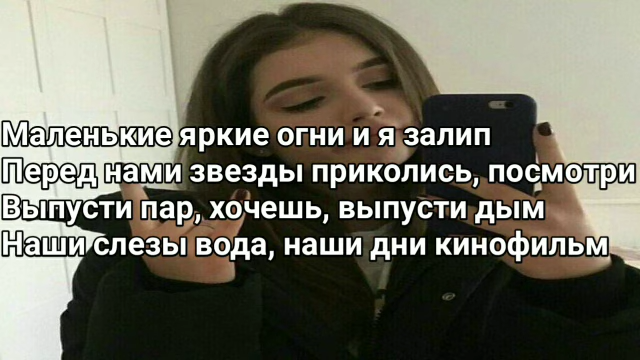 Маленькие яркие огни и я залип
Перед нами звезды приколись, посмотри
Выпусти пар, хочешь, выпусти дым
Наши слезы вода, наши дни кинофильм